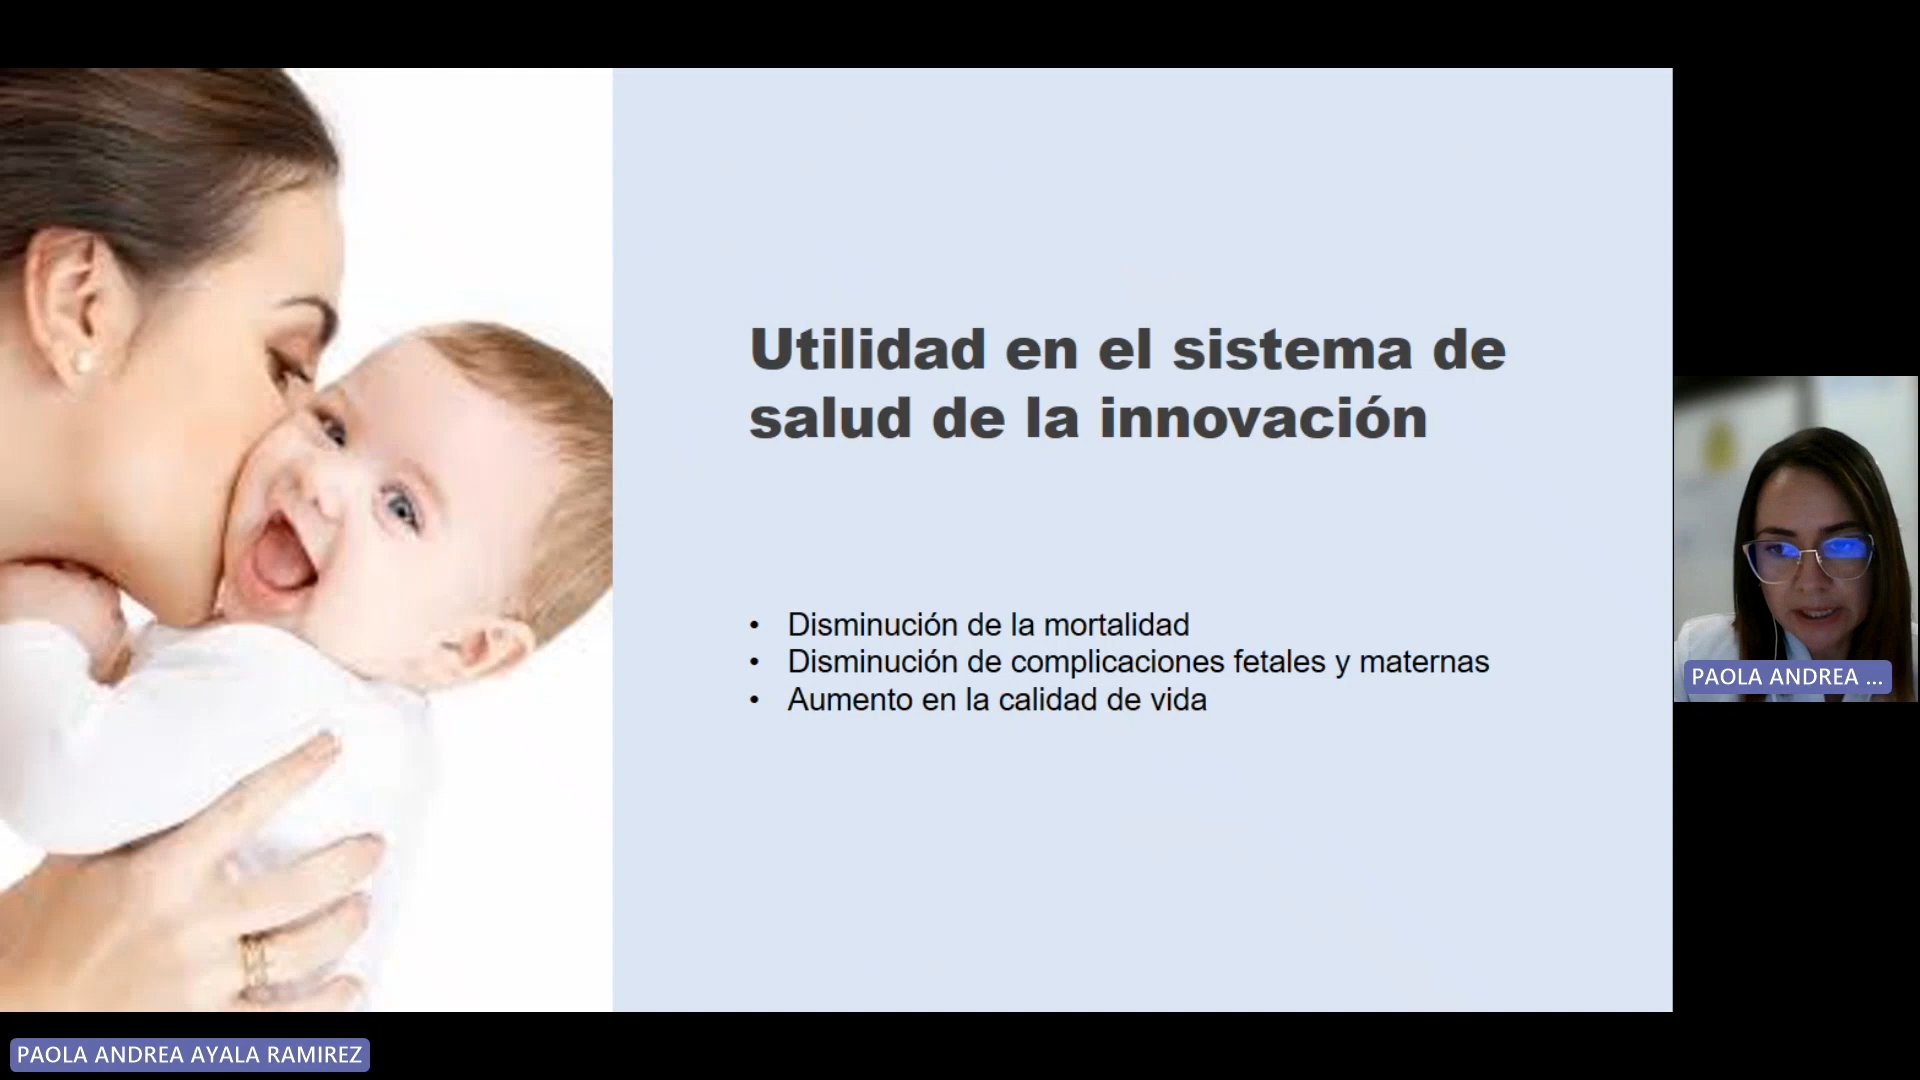 Utilidad en el sistema de
salud de la innovación
• Disminución de la mortalidad
• Disminución de complicaciones fetales y maternas
• Aumento en la calidad de vida
PAOLA ANDREA ...
PAOLA ANDREA AYALA RAMIREZ